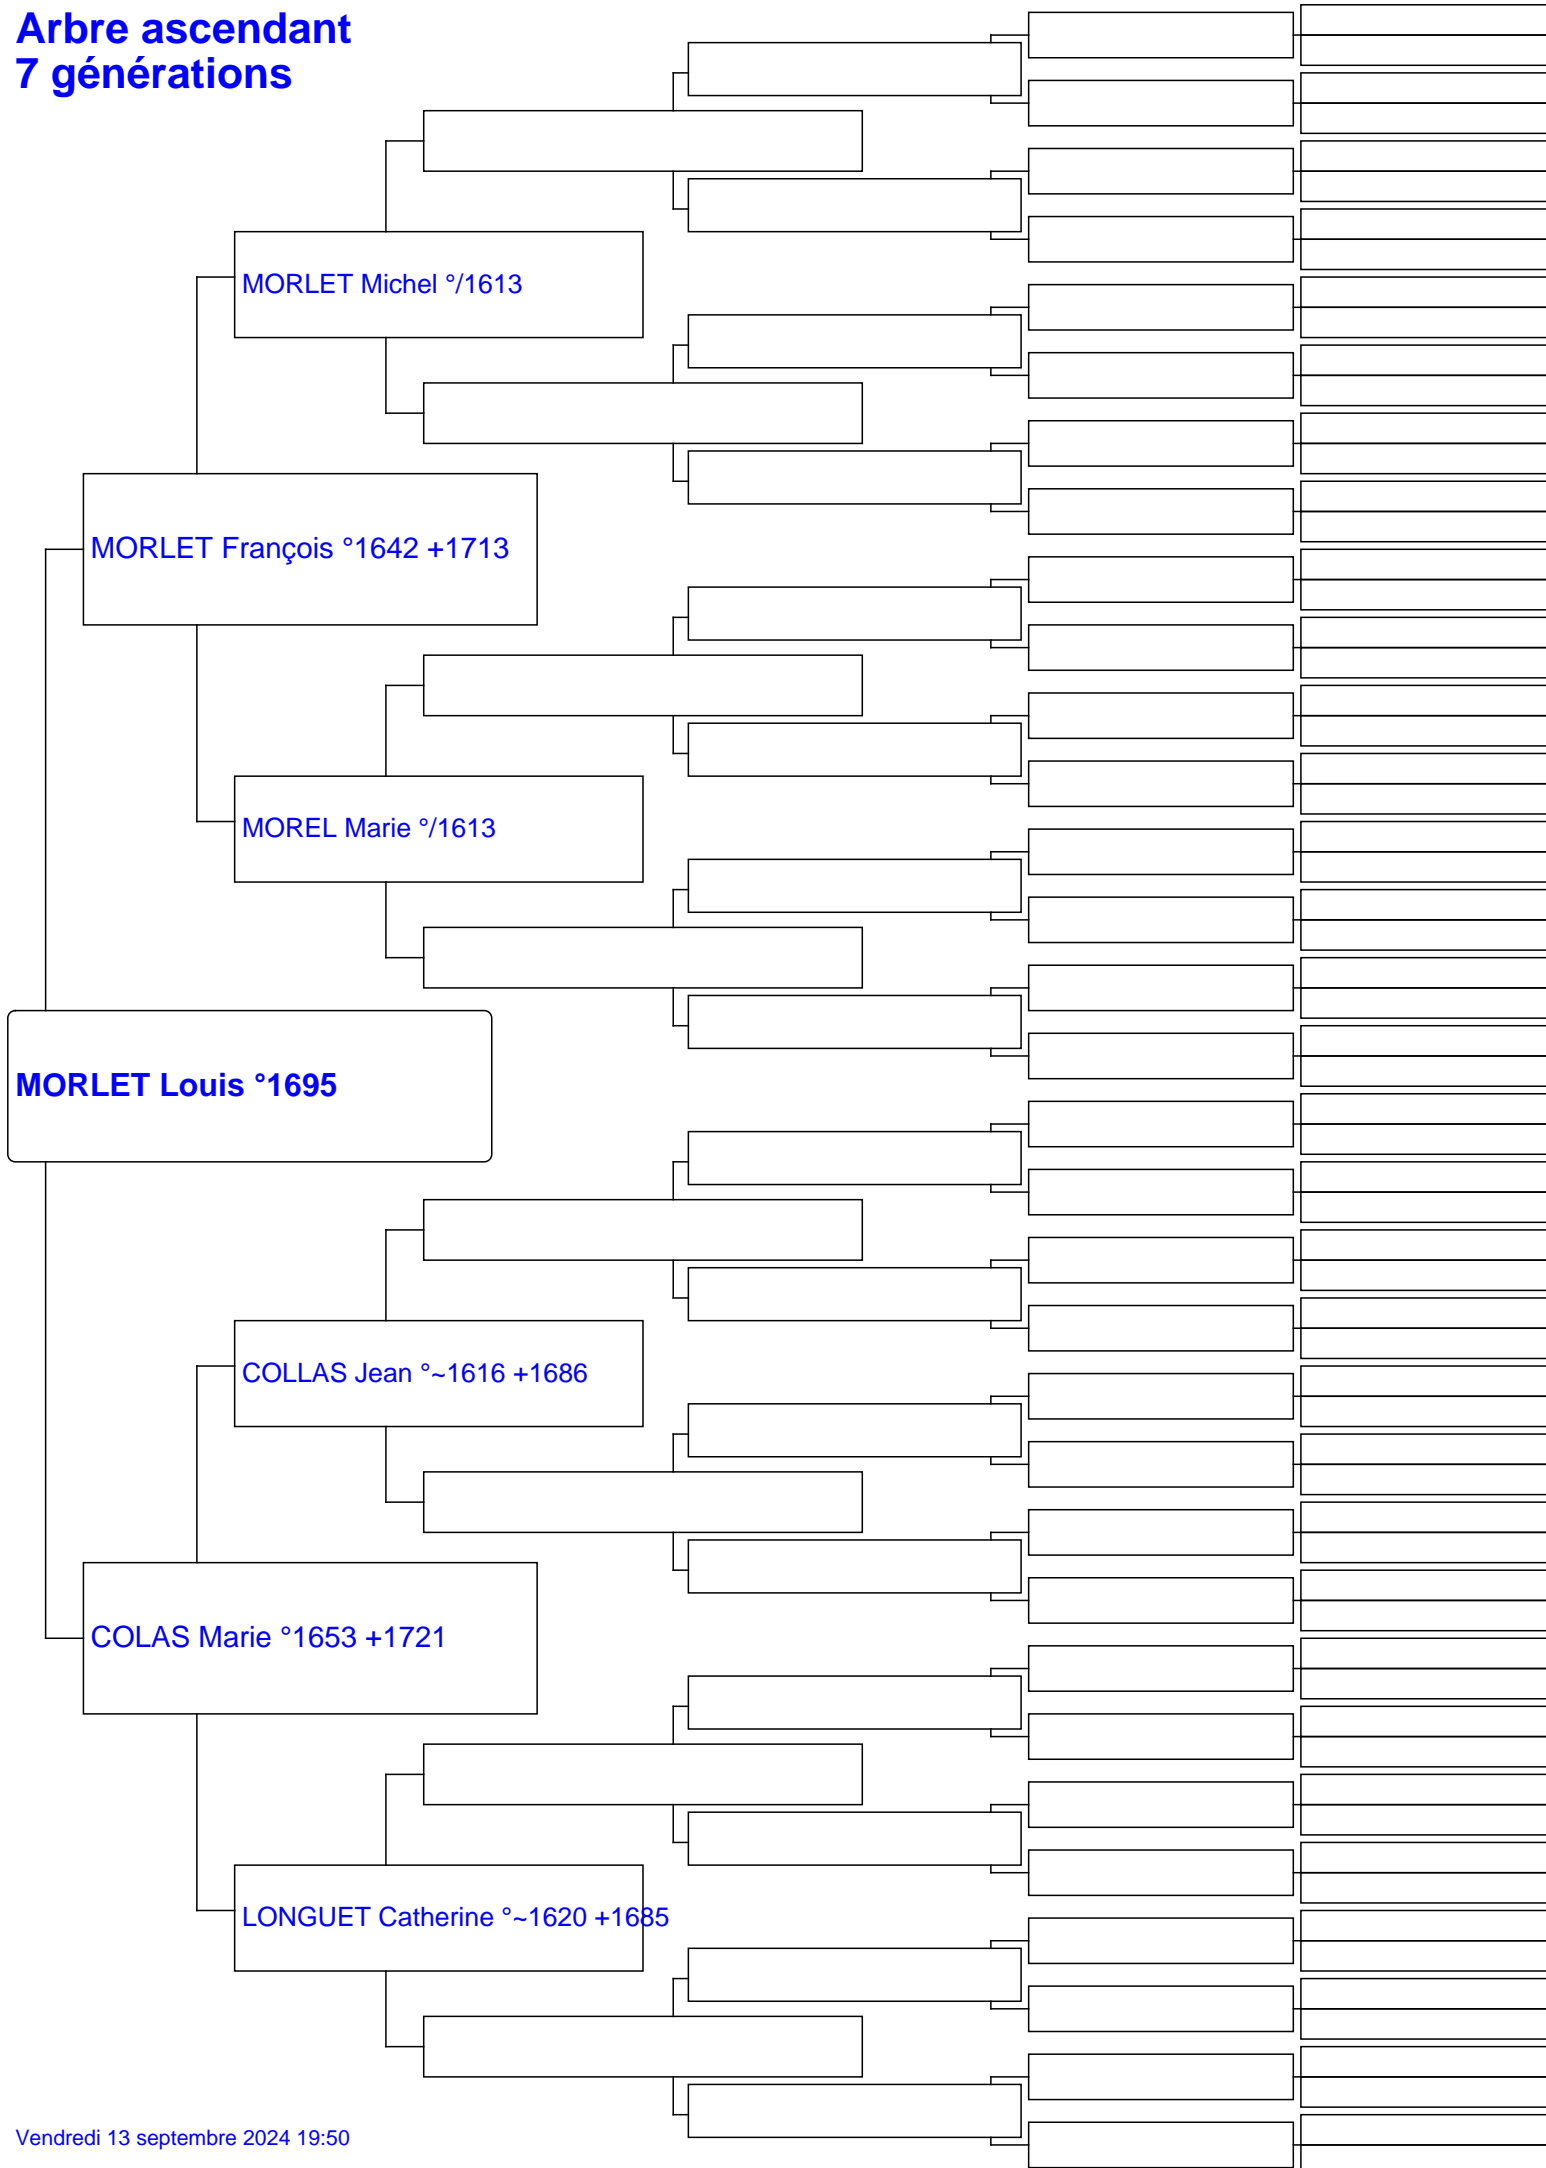 Arbre ascendant
7 générations
MORLET Michel °/1613
MORLET François °1642 +1713
MOREL Marie °/1613
MORLET Louis °1695
COLLAS Jean °~1616 +1686
COLAS Marie °1653 +1721
LONGUET Catherine °~1620 +1685
Vendredi 13 septembre 2024 19:50